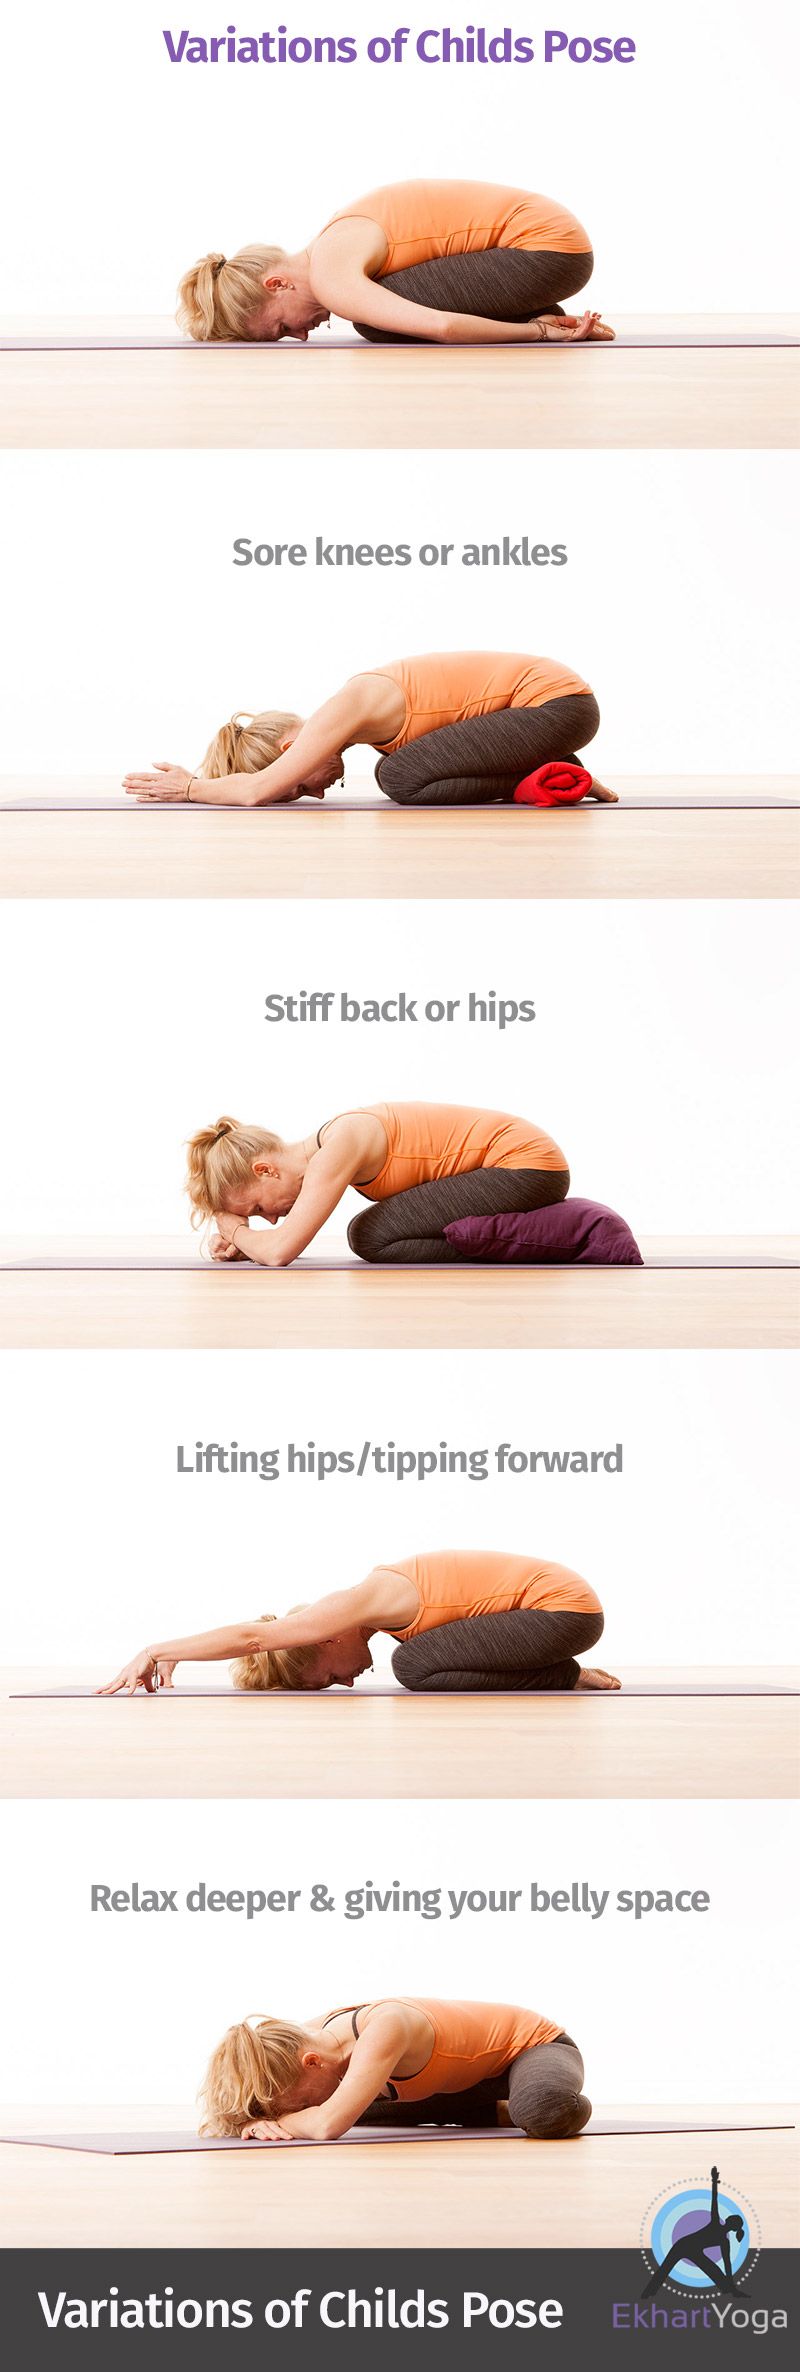 Variations of Childs Pose
Sore knees or ankles
Stiff back or hips
Lifting hips/tipping forward
Relax deeper & giving your belly space
Variations of Childs Pose
EkhartYoga